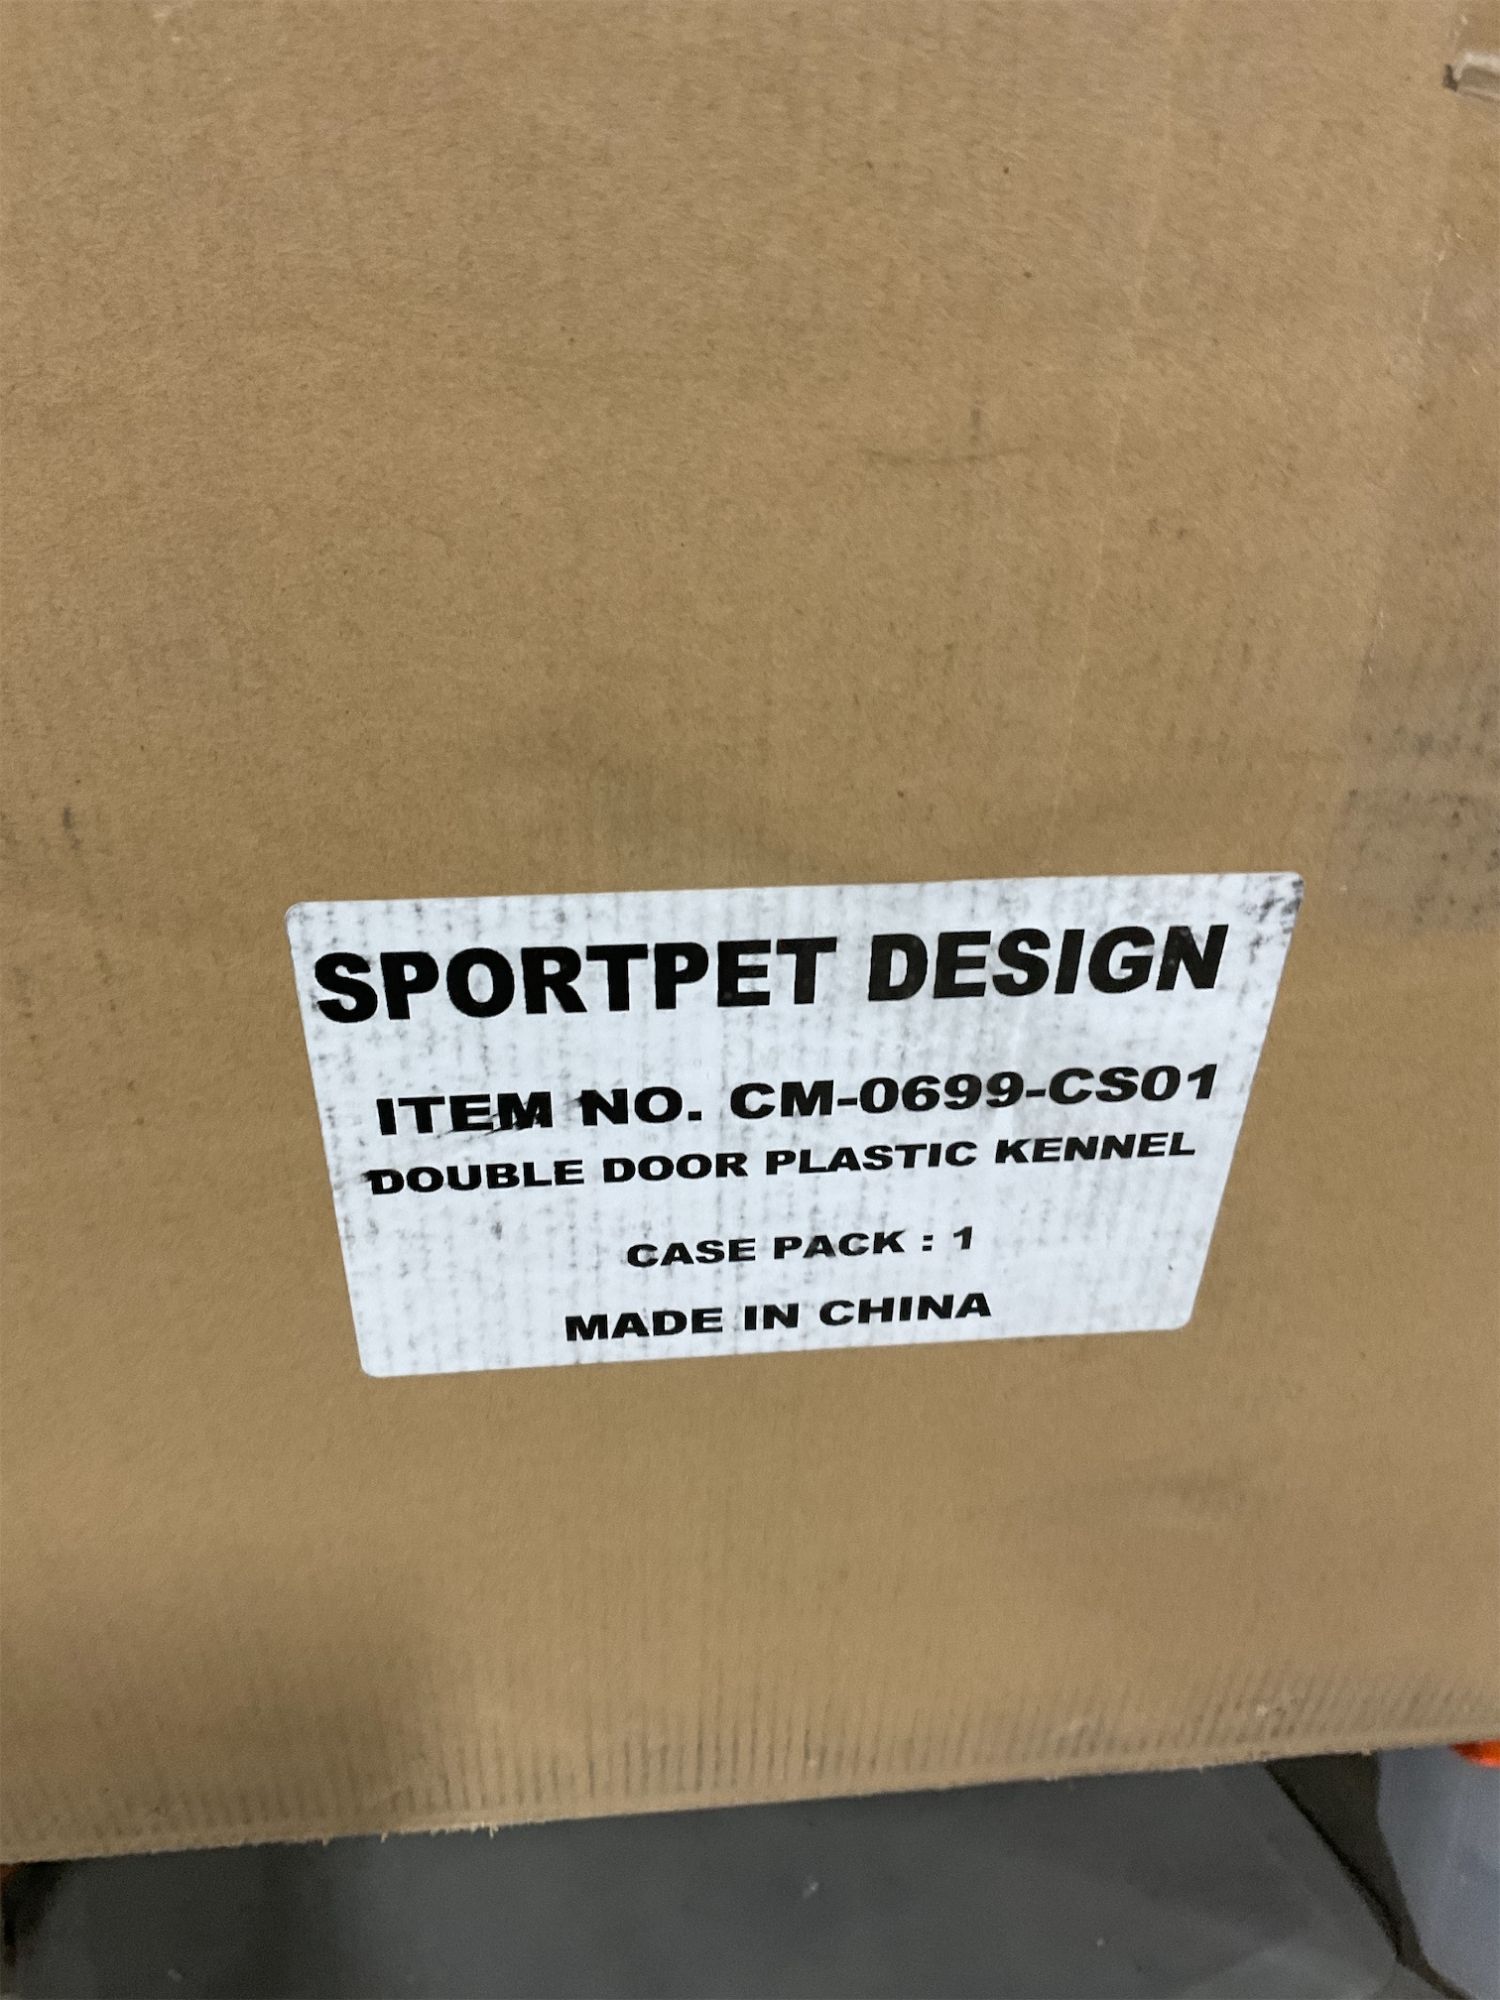 SPORTPET DESIGN
ITEM NO. CM-0699-CS01
DOUBLE DOOR PLASTIC KENNEL
CASE PACK : 1
MADE IN CHINA